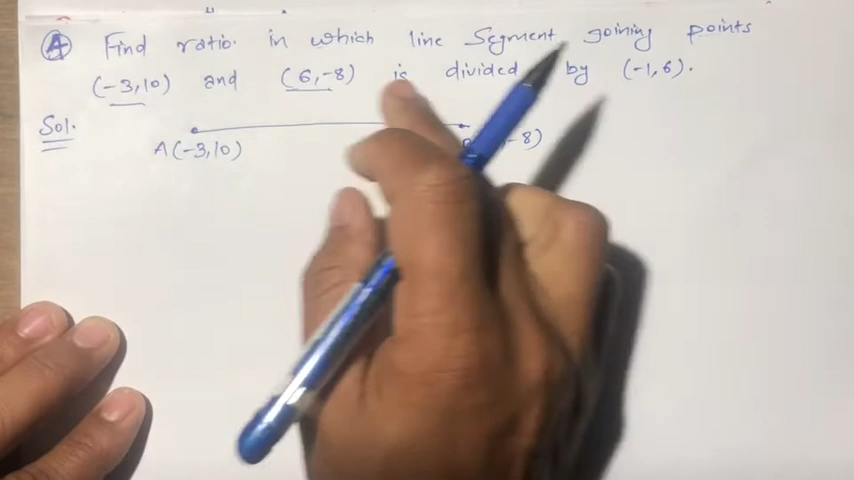 ④ Find ratio in which line Segment joining points
(-3,10) and (6,-8) is divided by (-1,6).
Sol.
A(-3,10) -8)